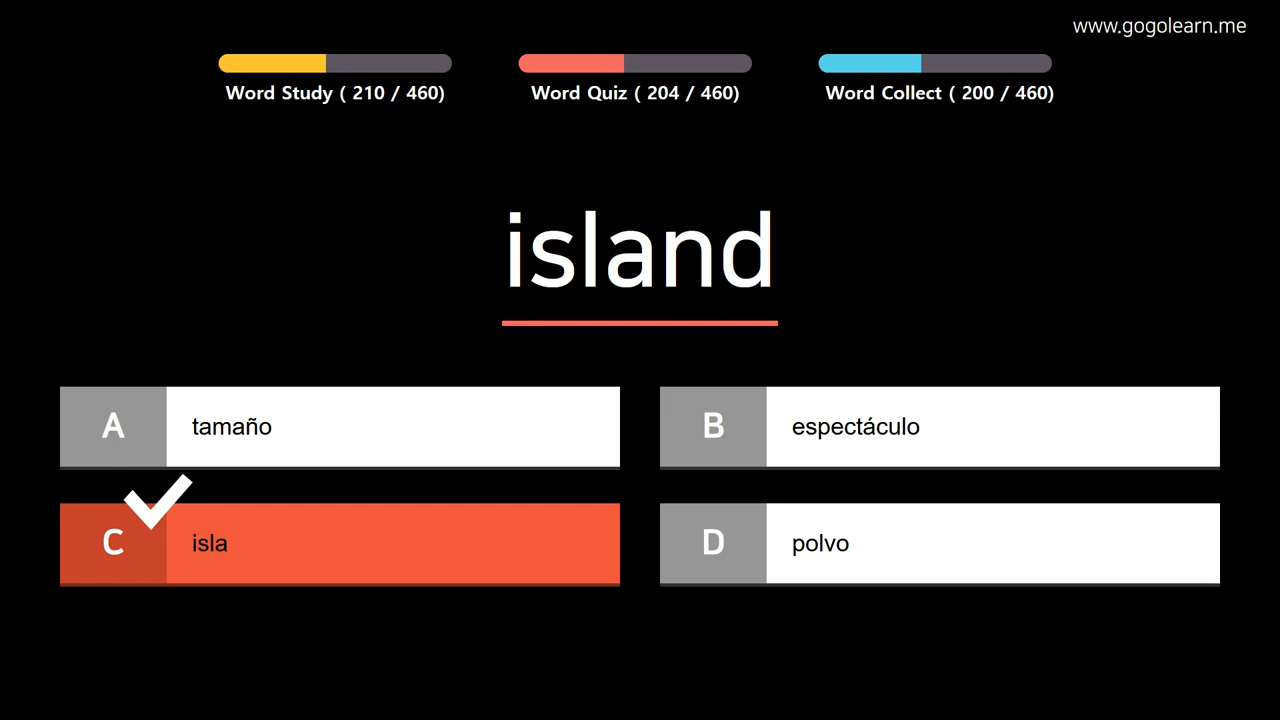 www.gogolearn.me
Word Study ( 210 / 460)
Word Quiz ( 204 / 460)
Word Collect ( 200 / 460)
island
A tamaño
B espectáculo
C isla
D polvo